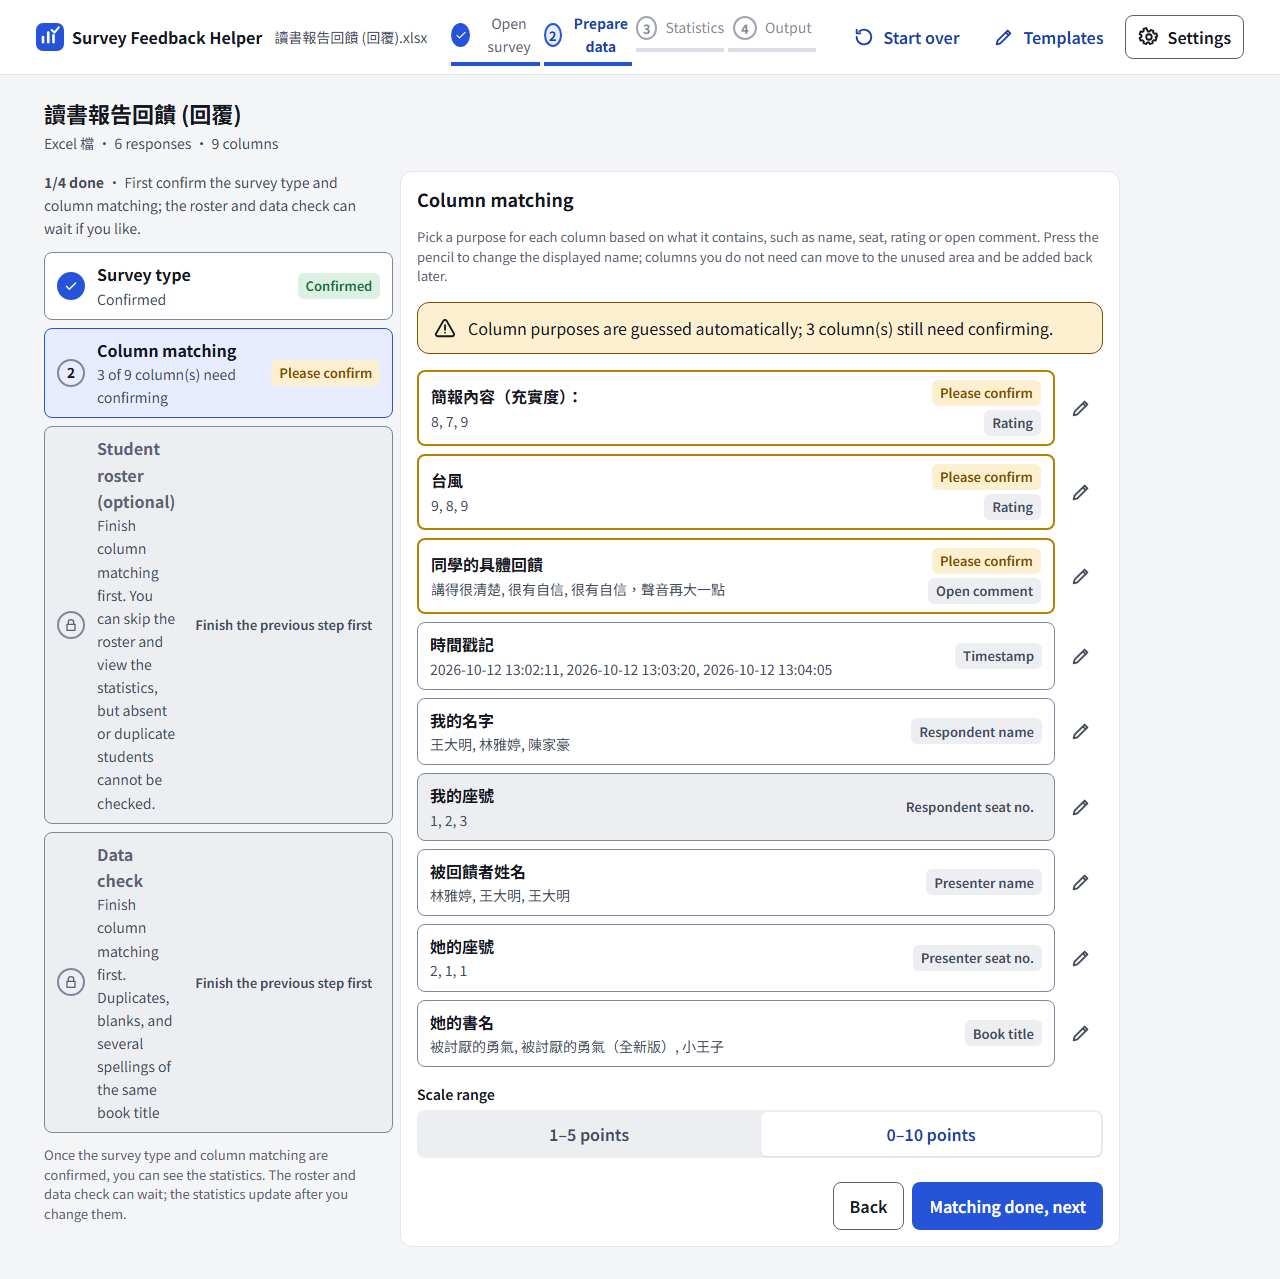 Survey Feedback Helper
讀書報告回饋 (回覆).xlsx
Open survey
2 Prepare data
3 Statistics
4 Output
Start over
Templates
Settings
讀書報告回饋 (回覆)
Excel 檔 • 6 responses • 9 columns
1/4 done • First confirm the survey type and
column matching; the roster and data check can
wait if you like.
Survey type
Confirmed
Confirmed
2
Column matching
3 of 9 column(s) need
confirming
Please confirm
Student
roster
(optional)
Finish
column
matching
first. You
can skip the
roster and
view the
statistics,
but absent
or duplicate
students
cannot be
checked.
Finish the previous step first
Data
check
Finish
column
matching
first.
Duplicates,
blanks, and
several
spellings of
the same
book title
Finish the previous step first
Once the survey type and column matching are
confirmed, you can see the statistics. The roster and
data check can wait; the statistics update after you
change them.
Column matching
Pick a purpose for each column based on what it contains, such as name, seat, rating or open comment. Press the
pencil to change the displayed name; columns you do not need can move to the unused area and be added back
later.
Column purposes are guessed automatically; 3 column(s) still need confirming.
簡報內容（充實度）：
8, 7, 9
Please confirm
Rating
台風
9, 8, 9
Please confirm
Rating
同學的具體回饋
講得很清楚, 很有自信, 很有自信，聲音再大一點
Please confirm
Open comment
時間戳記
2026-10-12 13:02:11, 2026-10-12 13:03:20, 2026-10-12 13:04:05
Timestamp
我的名字
王大明, 林雅婷, 陳家豪
Respondent name
我的座號
1, 2, 3
Respondent seat no.
被回饋者姓名
林雅婷, 王大明, 王大明
Presenter name
她的座號
2, 1, 1
Presenter seat no.
她的書名
被討厭的勇氣, 被討厭的勇氣（全新版）, 小王子
Book title
Scale range
1–5 points
0–10 points
Back
Matching done, next